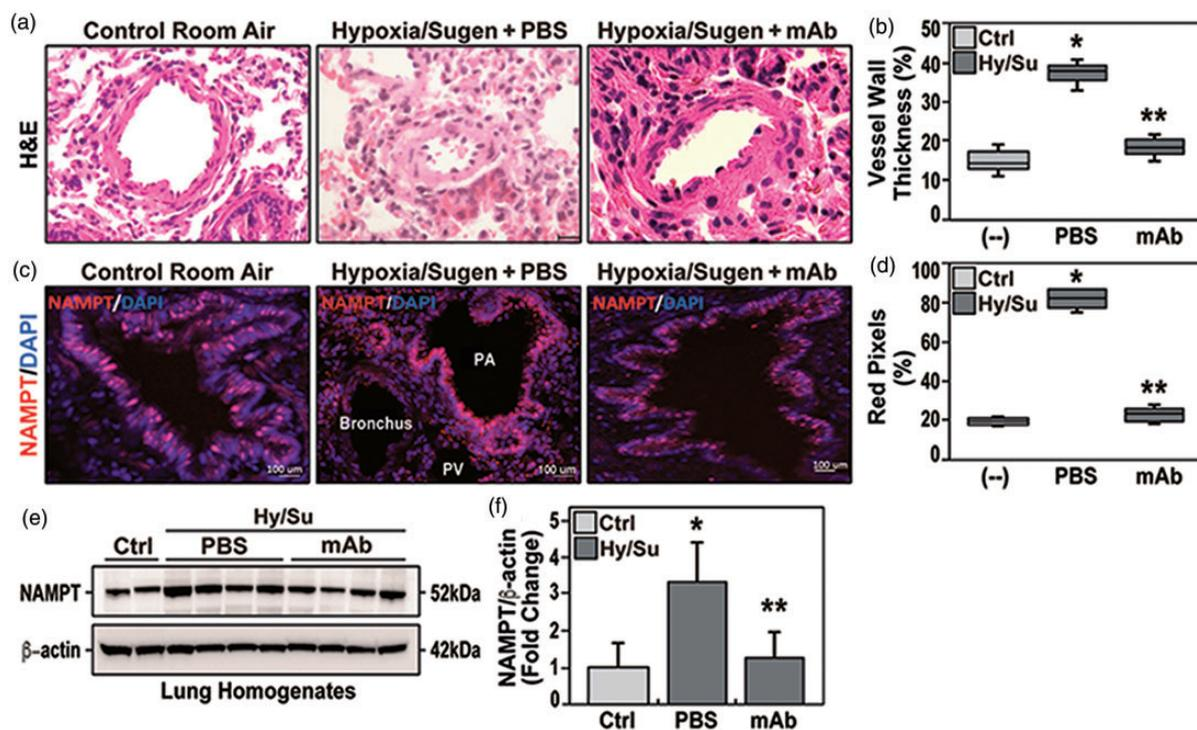 (a)
Control Room Air
Hypoxia/Sugen + PBS
Hypoxia/Sugen + mAb
H&E
(b)
Vessel Wall
Thickness (%)
50
40
30
20
10
0
Ctrl
Hy/Su
*
**
(--)
PBS
mAb
(c)
Control Room Air
Hypoxia/Sugen + PBS
Hypoxia/Sugen + mAb
NAMPT/DAPI
NAMPT/DAPI
100 um
NAMPT/DAPI
PA
Bronchus
PV
100 um
NAMPT/DAPI
100 um
(d)
Red Pixels
(%)
100
80
60
40
20
0
Ctrl
Hy/Su
*
**
(--)
PBS
mAb
(e)
Hy/Su
Ctrl
PBS
mAb
NAMPT
52kDa
β-actin
42kDa
Lung Homogenates
(f)
NAMPT/β-actin
(Fold Change)
5
4
3
2
1
0
Ctrl
Hy/Su
*
**
Ctrl
PBS
mAb